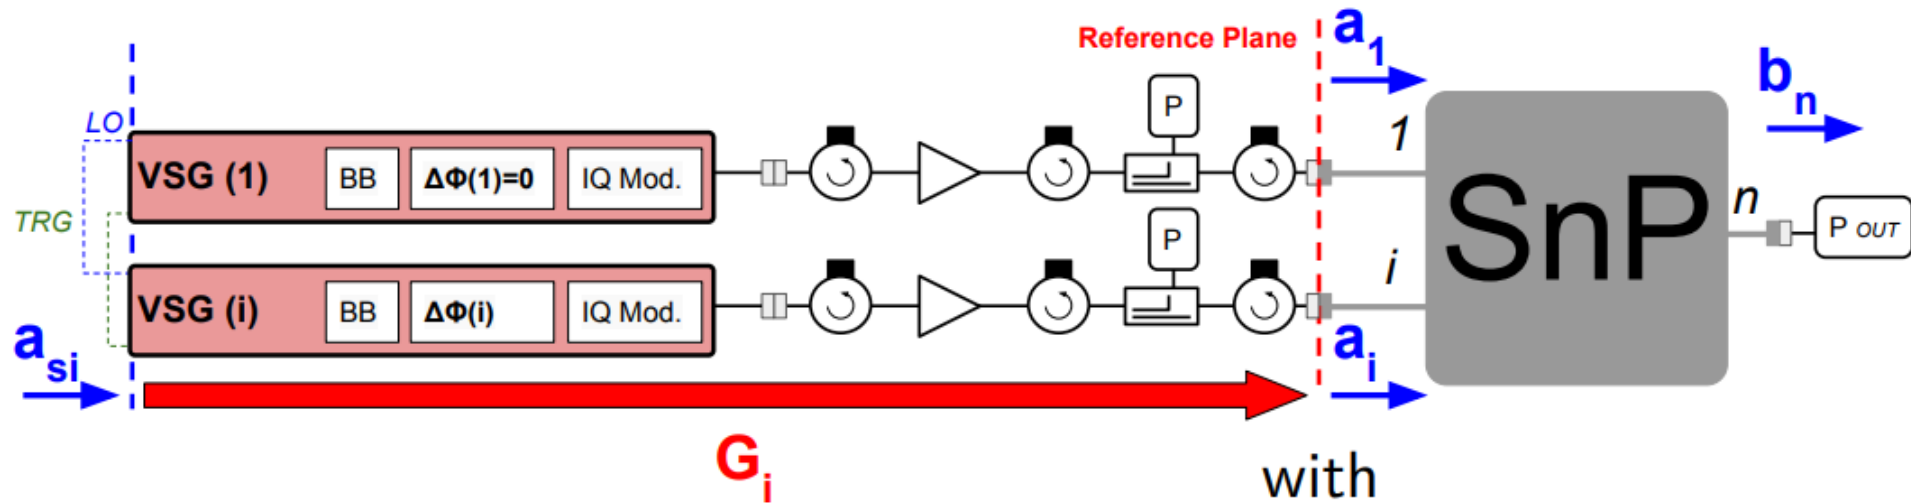 Reference Plane
a1
bn
LO
P
1
VSG (1) BB ΔΦ(1)=0 IQ Mod.
SnP
n
TRG
P
P OUT
i
VSG (i) BB ΔΦ(i) IQ Mod.
asi
ai
Gi
with